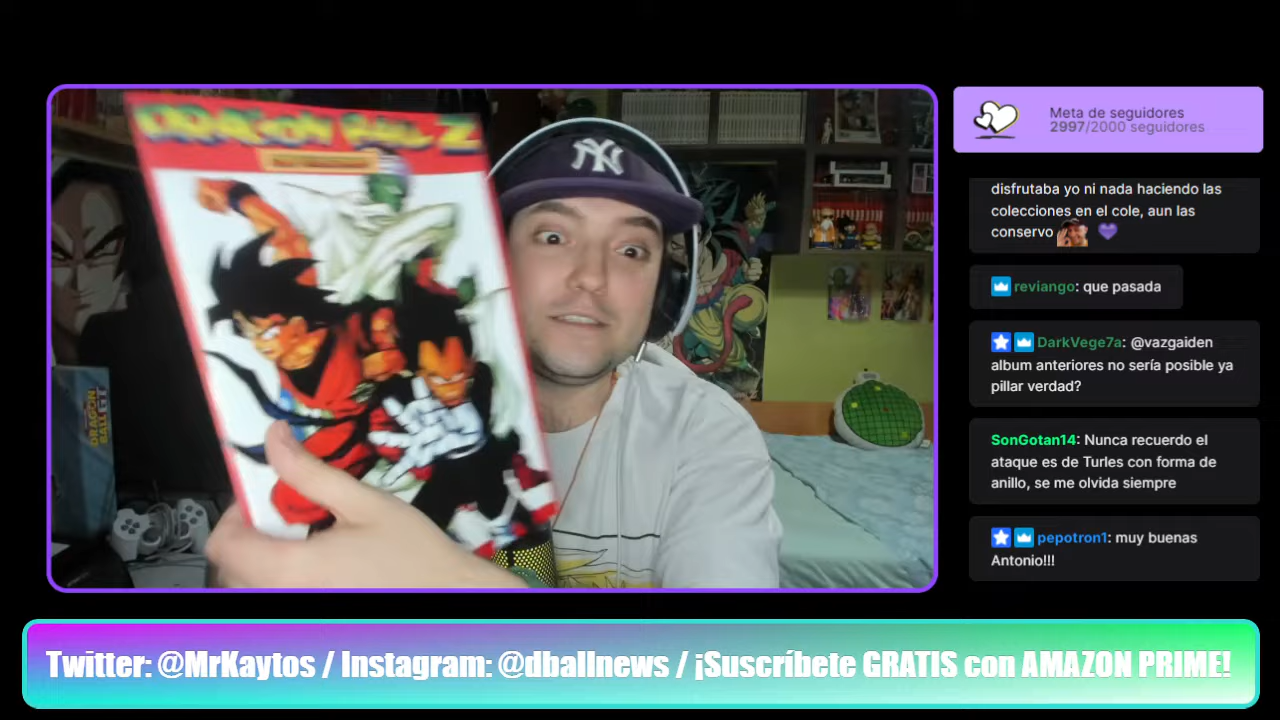 DRAGON BALL Z
NY
DRAGON
BALL GT
Meta de seguidores
2997/2000 seguidores
disfrutaba yo ni nada haciendo las
colecciones en el cole, aun las
conservo
reviango: que pasada
DarkVege7a: @vazgaiden
album anteriores no sería posible ya
pillar verdad?
SonGotan14: Nunca recuerdo el
ataque es de Turles con forma de
anillo, se me olvida siempre
pepotron1: muy buenas
Antonio!!!
Twitter: @MrKaytos / Instagram: @dballnews / ¡Suscríbete GRATIS con AMAZON PRIME!